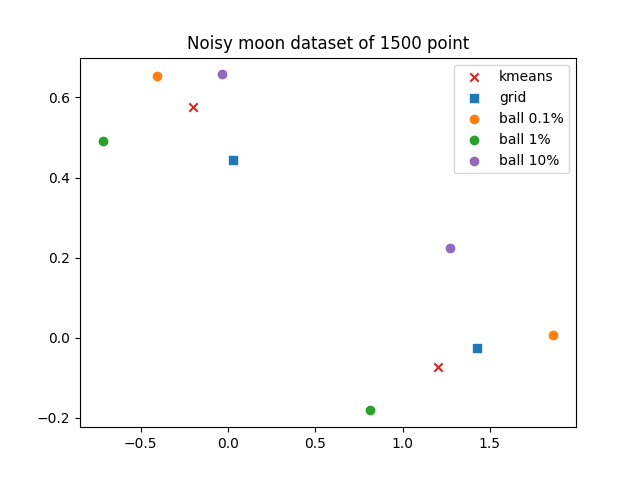 Noisy moon dataset of 1500 point
kmeans
grid
ball 0.1%
ball 1%
ball 10%
0.6
0.4
0.2
0.0
−0.2
−0.5
0.0
0.5
1.0
1.5